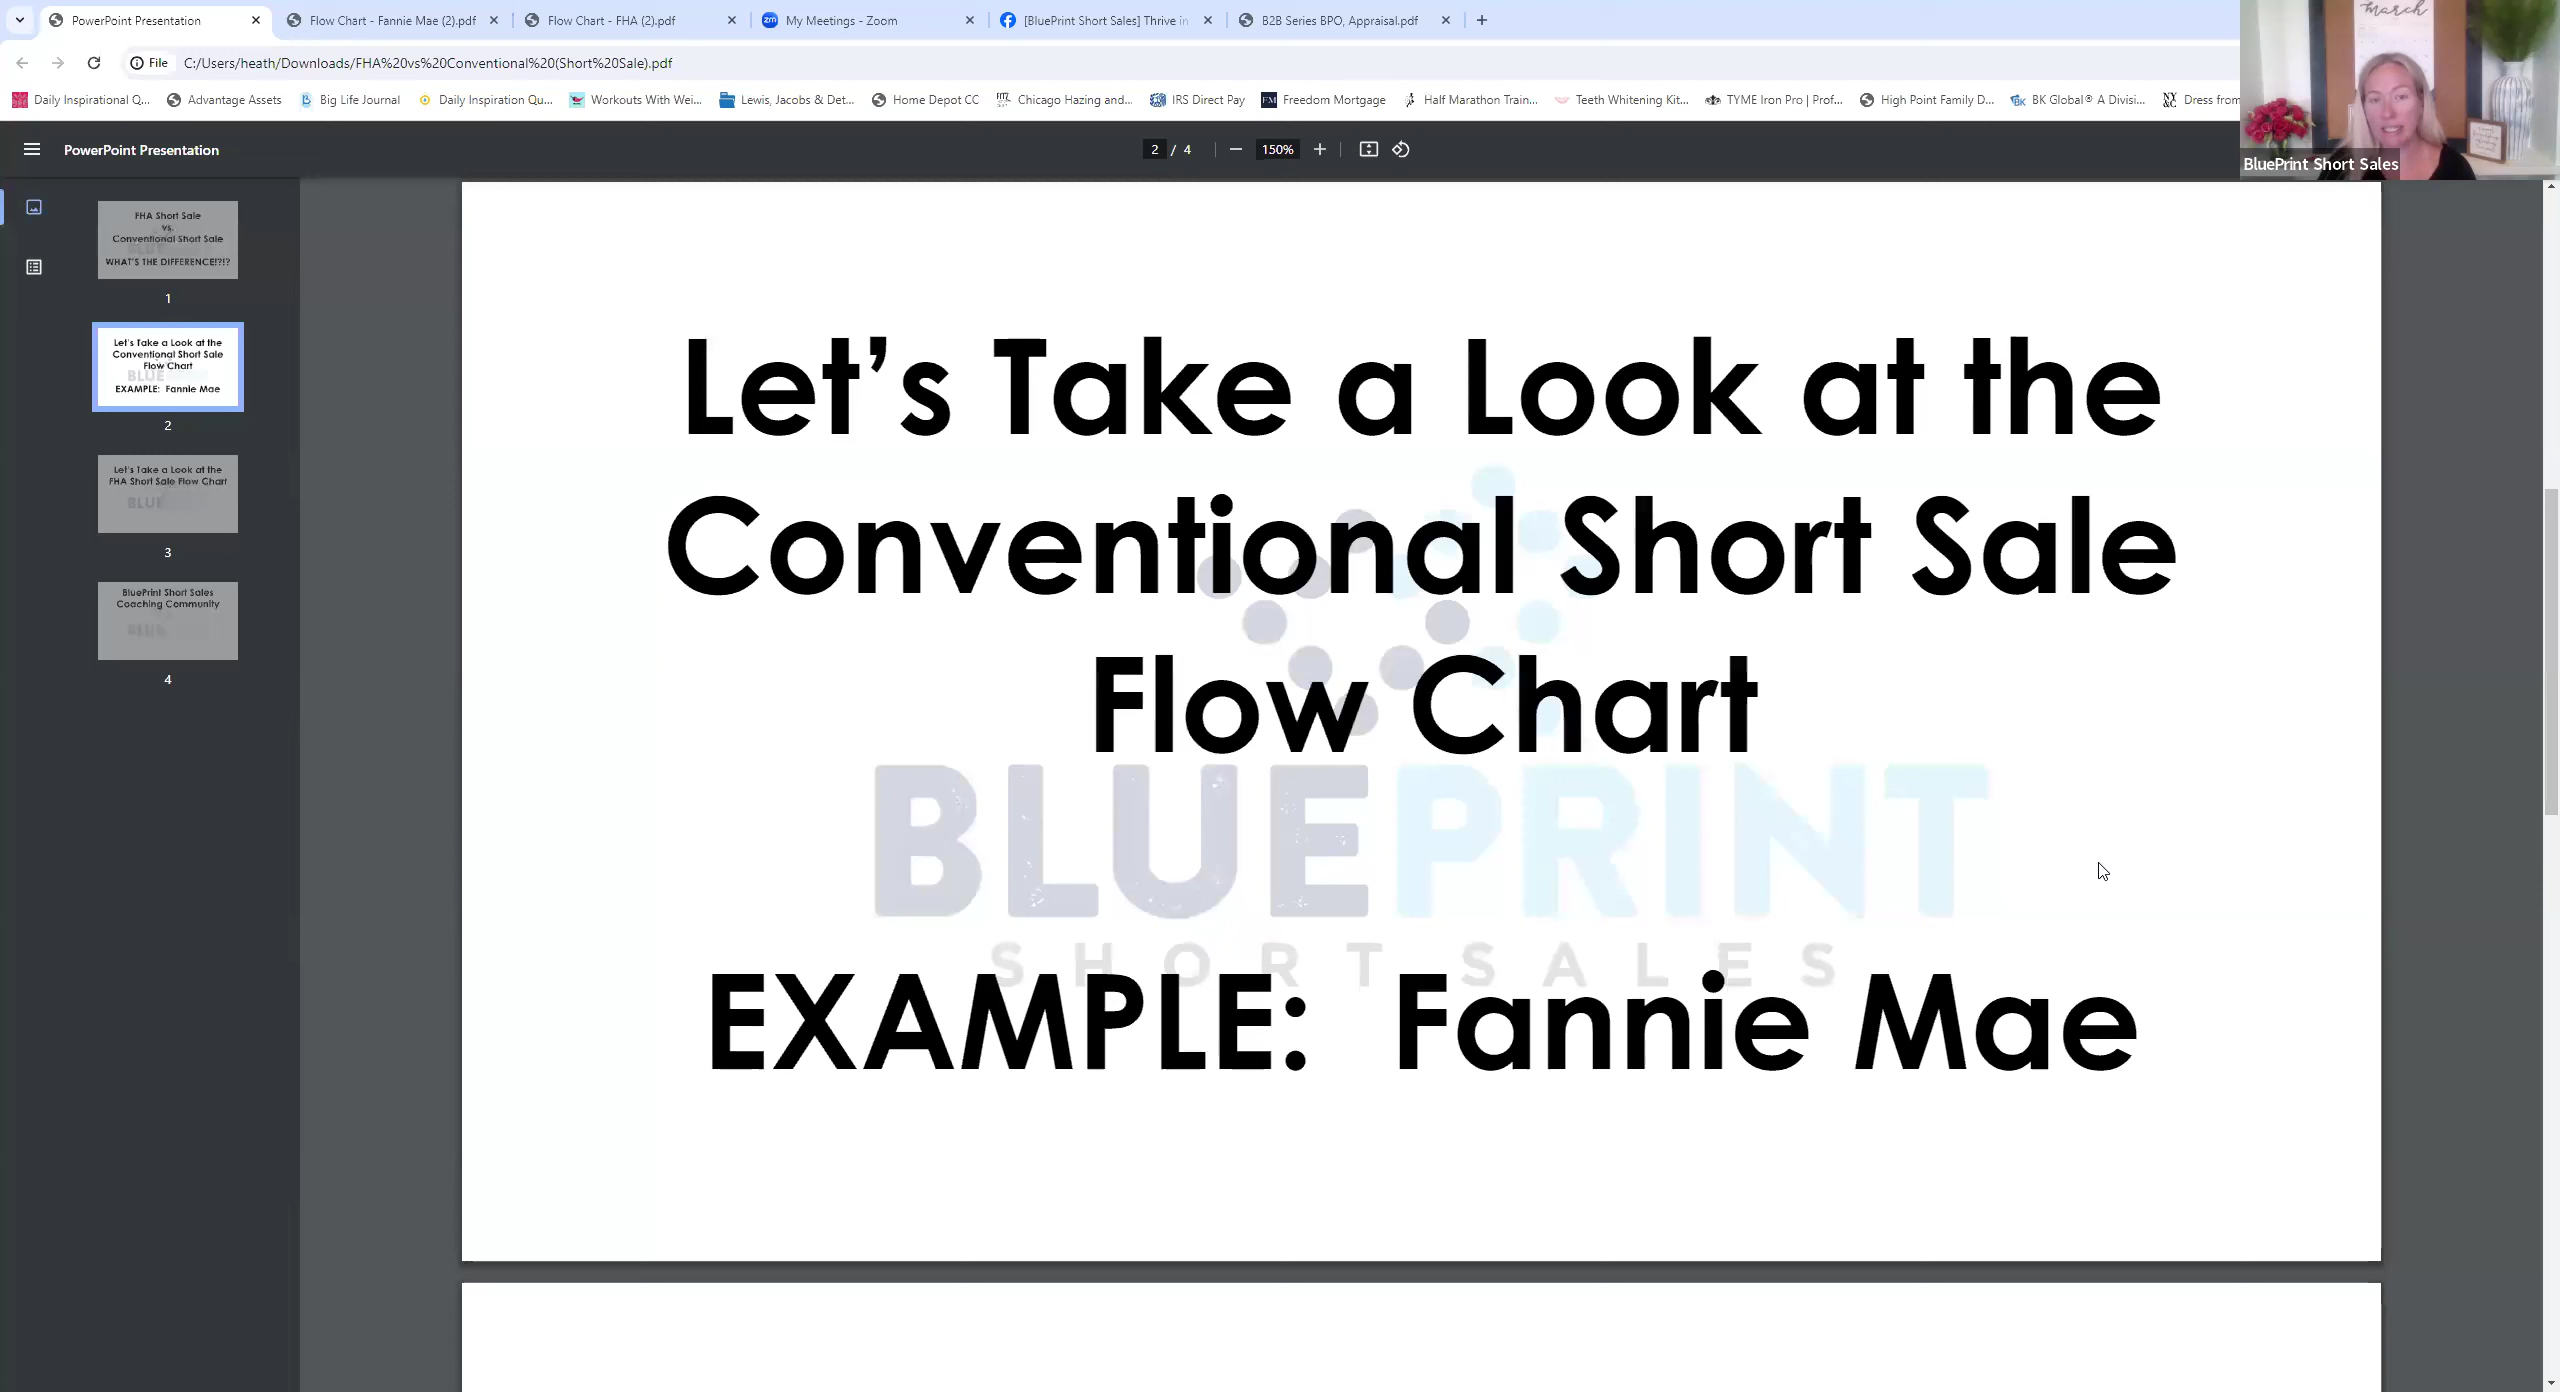 PowerPoint Presentation
Flow Chart - Fannie Mae (2).pdf
Flow Chart - FHA (2).pdf
My Meetings - Zoom
[BluePrint Short Sales] Thrive in
B2B Series BPO, Appraisal.pdf
File
C:/Users/heath/Downloads/FHA%20vs%20Conventional%20(Short%20Sale).pdf
Daily Inspirational Q...
Advantage Assets
Big Life Journal
Daily Inspiration Qu...
Workouts With Wei...
Lewis, Jacobs & Det...
Home Depot CC
Chicago Hazing and...
IRS Direct Pay
Freedom Mortgage
Half Marathon Train...
Teeth Whitening Kit...
TYME Iron Pro | Prof...
High Point Family D...
BK Global® A Divisi...
Dress from
march
BluePrint Short Sales
PowerPoint Presentation
2 / 4
150%
FHA Short Sale
vs.
Conventional Short Sale
WHAT'S THE DIFFERENCE!?!?
1
Let's Take a Look at the
Conventional Short Sale
Flow Chart
BLUE
EXAMPLE: Fannie Mae
2
Let's Take a Look at the
FHA Short Sale Flow Chart
BLUE
3
BluePrint Short Sales
Coaching Community
BLUE
4
Let’s Take a Look at the
Conventional Short Sale
Flow Chart
BLUEPRINT
SHORT SALES
EXAMPLE: Fannie Mae